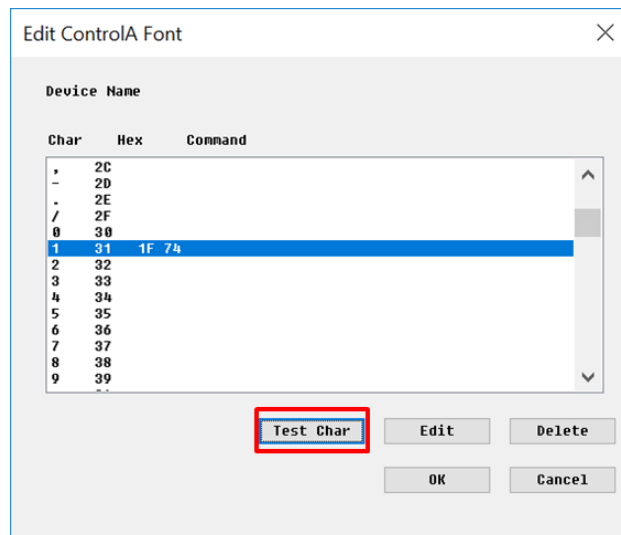 Edit ControlA Font
Device Name
Char Hex Command
, 2C
- 2D
. 2E
/ 2F
0 30
1 31 1F 74
2 32
3 33
4 34
5 35
6 36
7 37
8 38
9 39
Test Char Edit Delete
OK Cancel